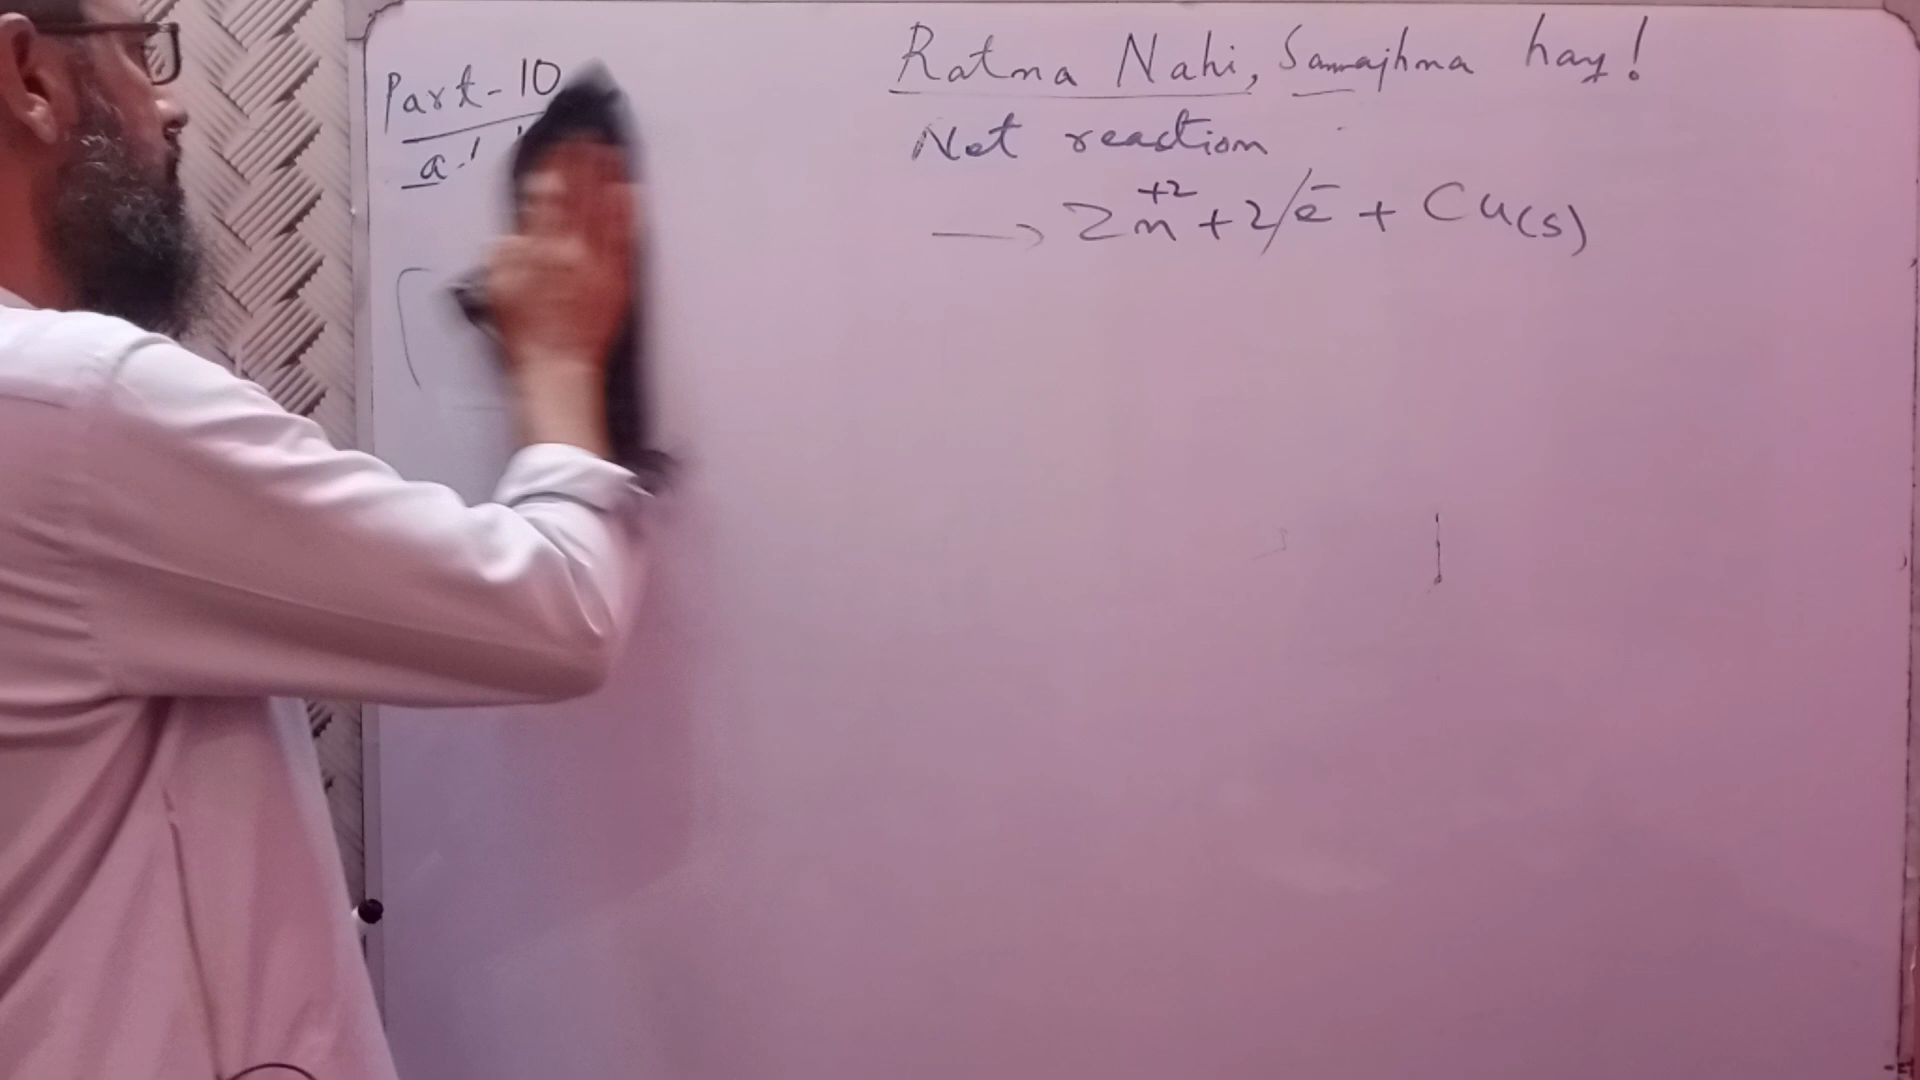 Part-10
a.
Ratna Nahi, Samajhna hay!
Net reaction
→ Zn⁺² + 2e⁻ + Cu(s)